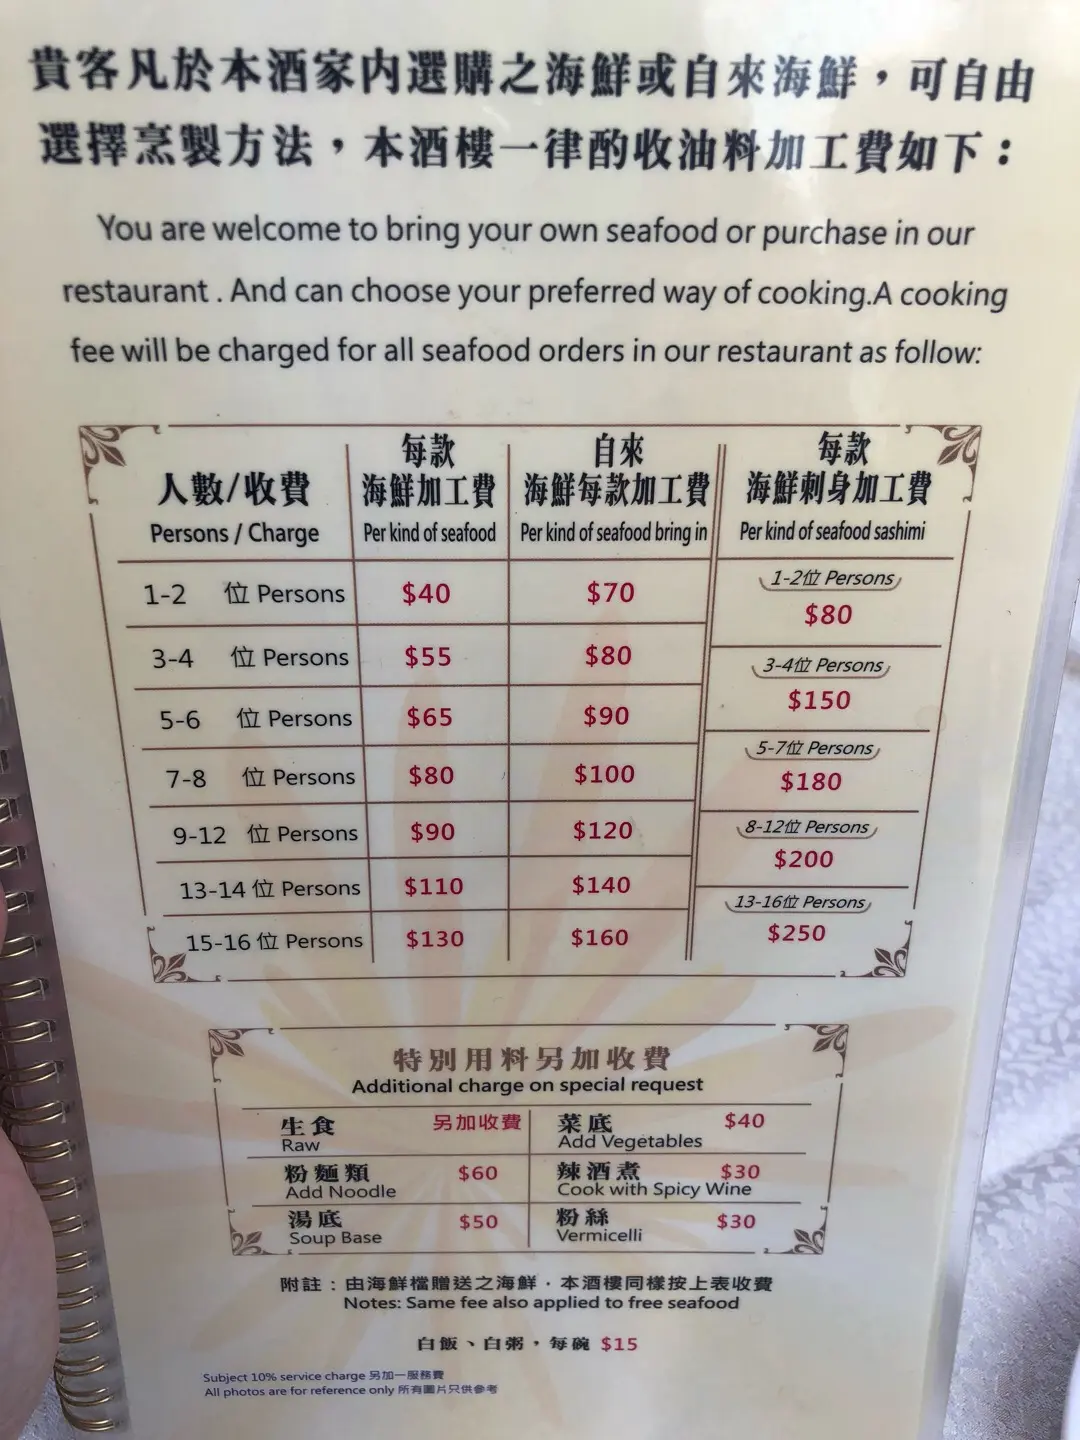 貴客凡於本酒家内選購之海鮮或自來海鮮，可自由
選擇烹製方法，本酒樓一律酌收油料加工費如下：
You are welcome to bring your own seafood or purchase in our
restaurant . And can choose your preferred way of cooking.A cooking
fee will be charged for all seafood orders in our restaurant as follow:
人數/收費
Persons / Charge
每款
海鮮加工費
Per kind of seafood
自來
海鮮每款加工費
Per kind of seafood bring in
每款
海鮮刺身加工費
Per kind of seafood sashimi
1-2 位 Persons $40 $70
3-4 位 Persons $55 $80
5-6 位 Persons $65 $90
7-8 位 Persons $80 $100
9-12 位 Persons $90 $120
13-14 位 Persons $110 $140
15-16 位 Persons $130 $160
1-2位 Persons
$80
3-4位 Persons
$150
5-7位 Persons
$180
8-12位 Persons
$200
13-16位 Persons
$250
特別用料另加收費
Additional charge on special request
生食 另加收費
Raw
菜底 $40
Add Vegetables
粉麵類 $60
Add Noodle
辣酒煮 $30
Cook with Spicy Wine
湯底 $50
Soup Base
粉絲 $30
Vermicelli
附註：由海鮮檔贈送之海鮮．本酒樓同樣按上表收費
Notes: Same fee also applied to free seafood
白飯、白粥，每碗 $15
Subject 10% service charge 另加一服務費
All photos are for reference only 所有圖片只供參考